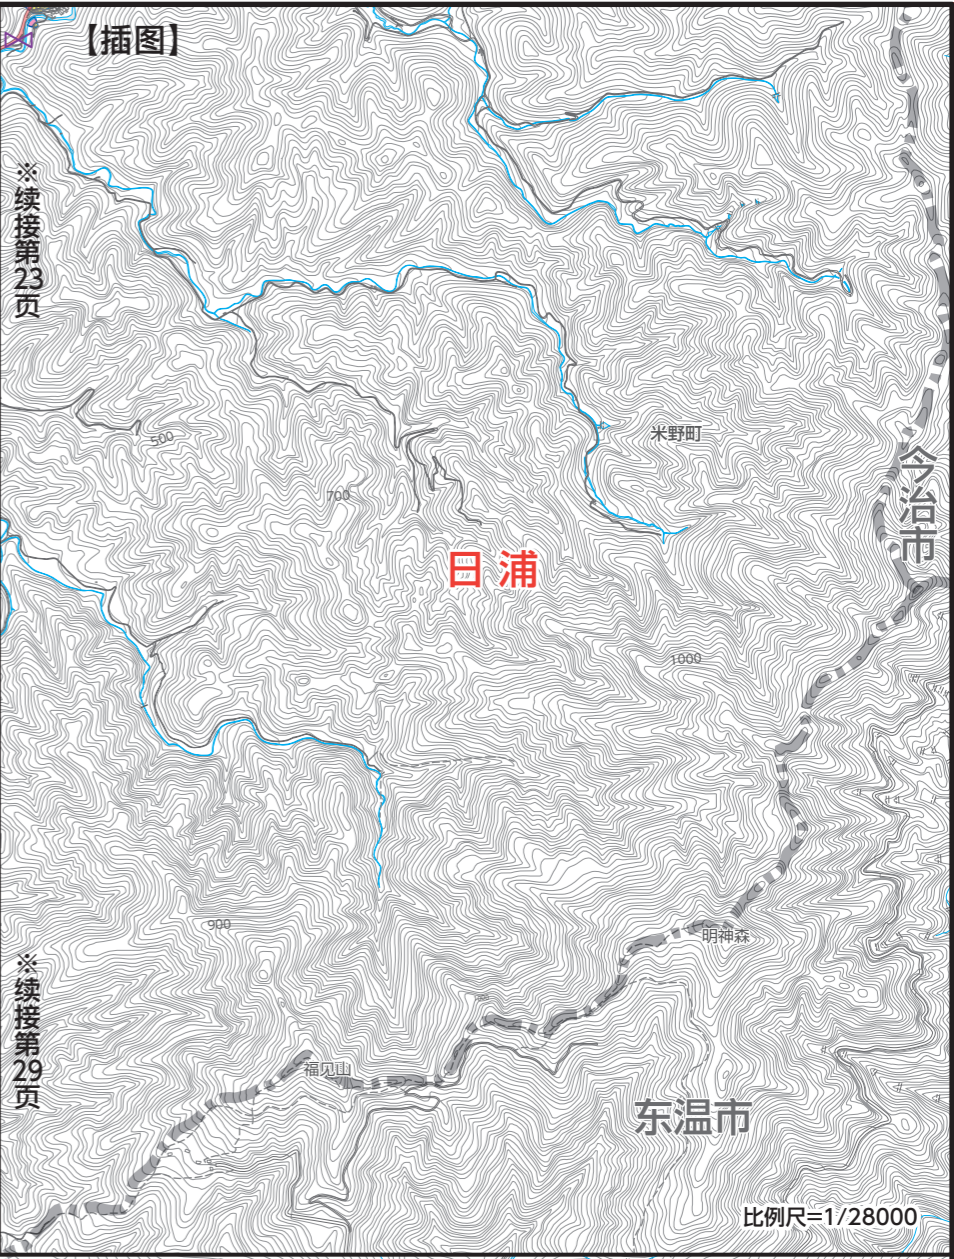 【插图】
※续接第23页
500
米野町
今治市
700
日浦
1000
900
明神森
※续接第29页
福见山
东温市
比例尺=1/28000